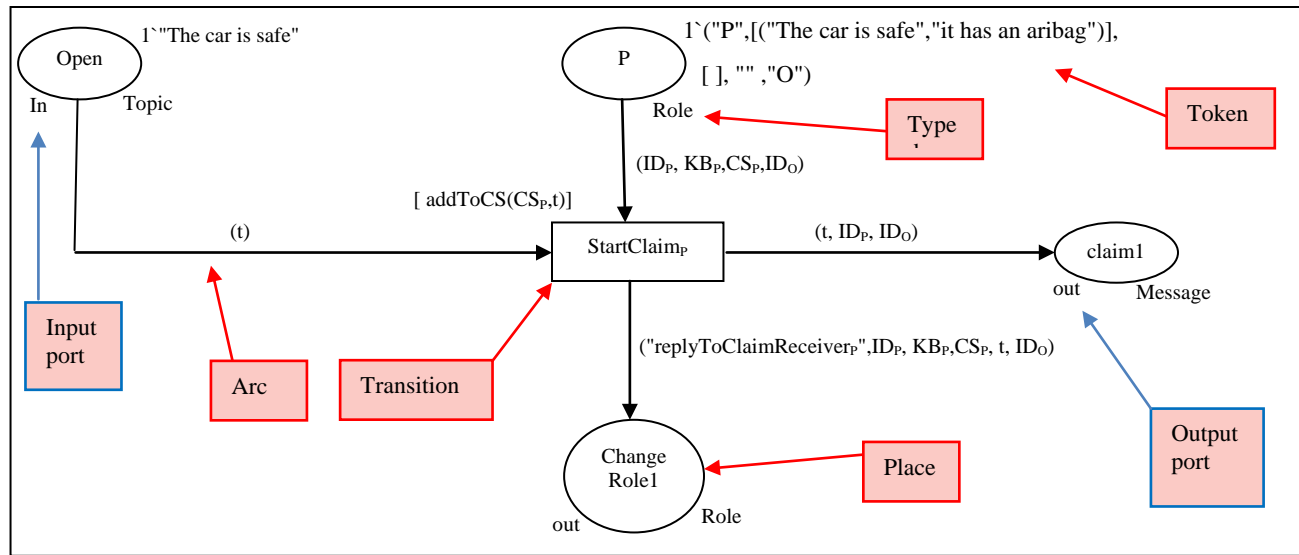 1`"The car is safe"
Open
In
Topic
1`("P",[("The car is safe","it has an aribag")],
[ ], "" ,"O")
P
Role
Type
Token
(IDP, KBP,CSP,IDO)
[ addToCS(CSP,t)]
(t)
StartClaimP
(t, IDP, IDO)
claim1
out
Message
Input
port
Arc
Transition
("replyToClaimReceiverP",IDP, KBP,CSP, t, IDO)
Change
Role1
out
Role
Place
Output
port